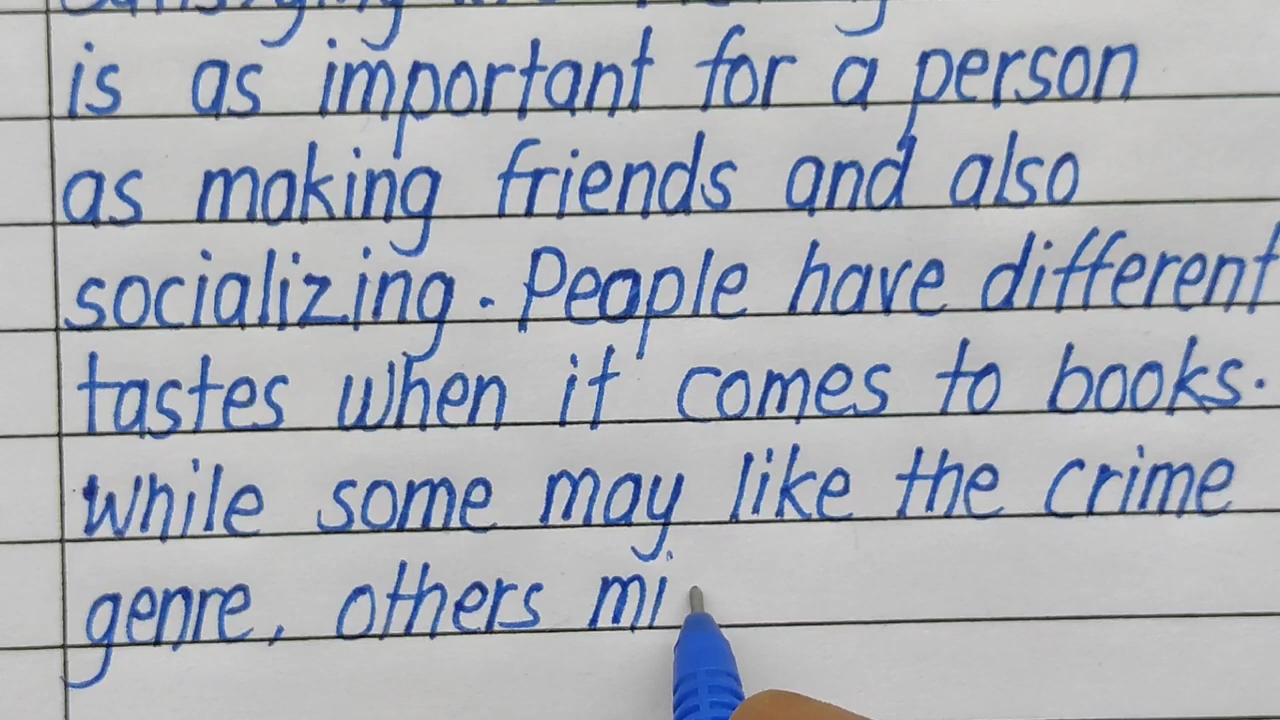 is as important for a person
as making friends and also
socializing. People have different
tastes when it comes to books.
while some may like the crime
genre, others mi